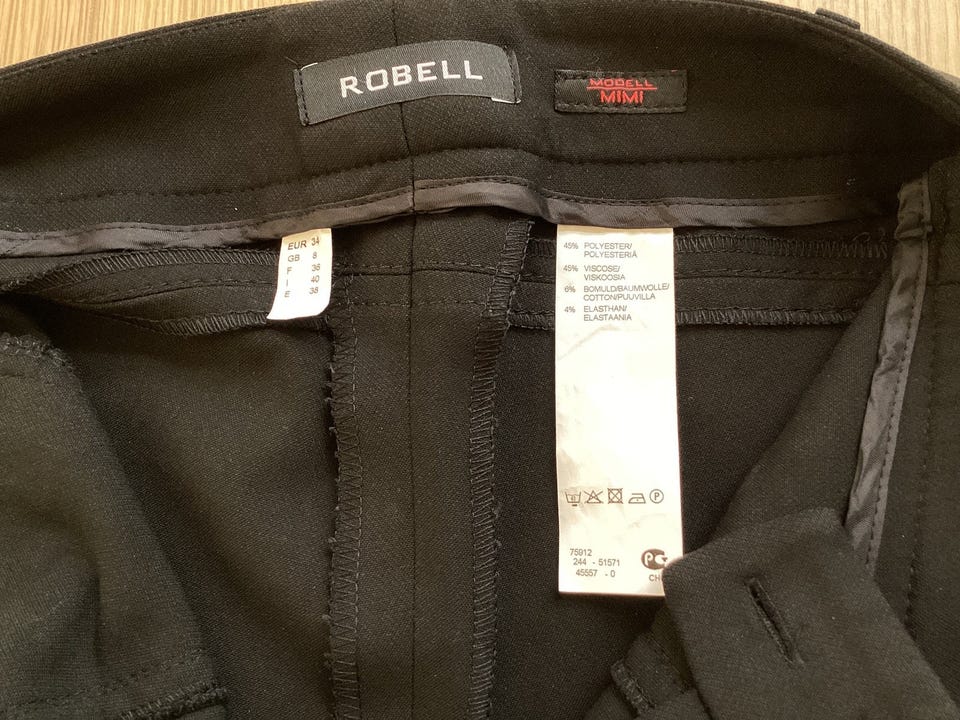 ROBELL
MODELL
MIMI
EUR 34
GB 8
F 36
I 40
E 38
45% POLYESTER/
POLYESTERIÄ
45% VISCOSE/
VISKOOSIA
6% BOMULD/BAUMWOLLE/
COTTON/PUUVILLA
4% ELASTHAN/
ELASTAANIA
P
75912
244 - 51571
45557 - 0